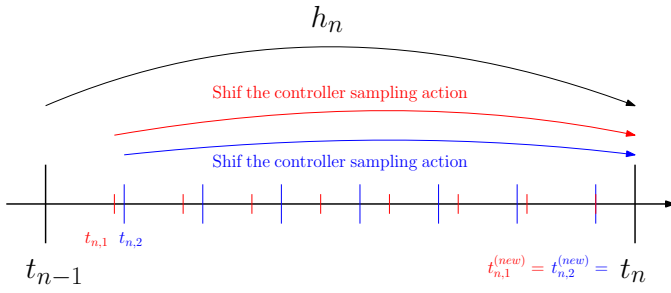 h_n
Shif the controller sampling action
Shif the controller sampling action
t_{n,1} t_{n,2}
t_{n-1} t_{n,1}^{(new)} = t_{n,2}^{(new)} = t_n